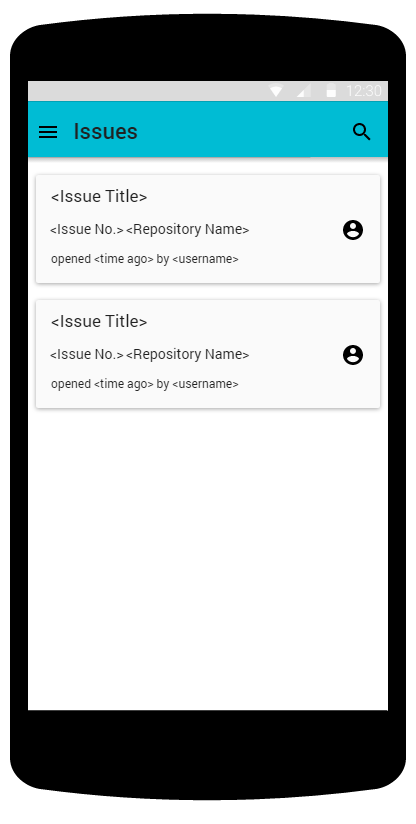 12:30
Issues
<Issue Title>
<Issue No.> <Repository Name>
opened <time ago> by <username>
<Issue Title>
<Issue No.> <Repository Name>
opened <time ago> by <username>